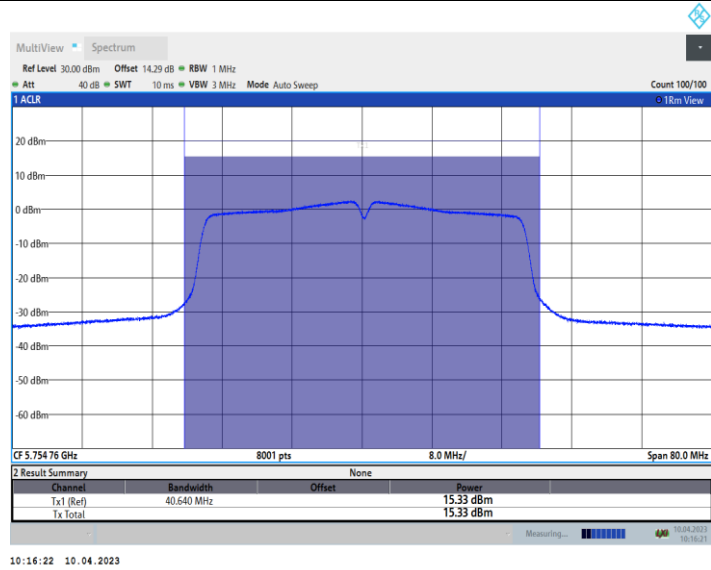 R&S
MultiView Spectrum
Ref Level 30.00 dBm Offset 14.29 dB RBW 1 MHz
Att 40 dB SWT 10 ms VBW 3 MHz Mode Auto Sweep Count 100/100
1 ACLR 1Rm View
20 dBm
10 dBm
0 dBm
-10 dBm
-20 dBm
-30 dBm
-40 dBm
-50 dBm
-60 dBm
CF 5.754 76 GHz 8001 pts 8.0 MHz/ Span 80.0 MHz
2 Result Summary None
Channel Bandwidth Offset Power
Tx1 (Ref) 40.640 MHz 15.33 dBm
Tx Total 15.33 dBm
Measuring... 10.04.2023
10:16:21
10:16:22 10.04.2023